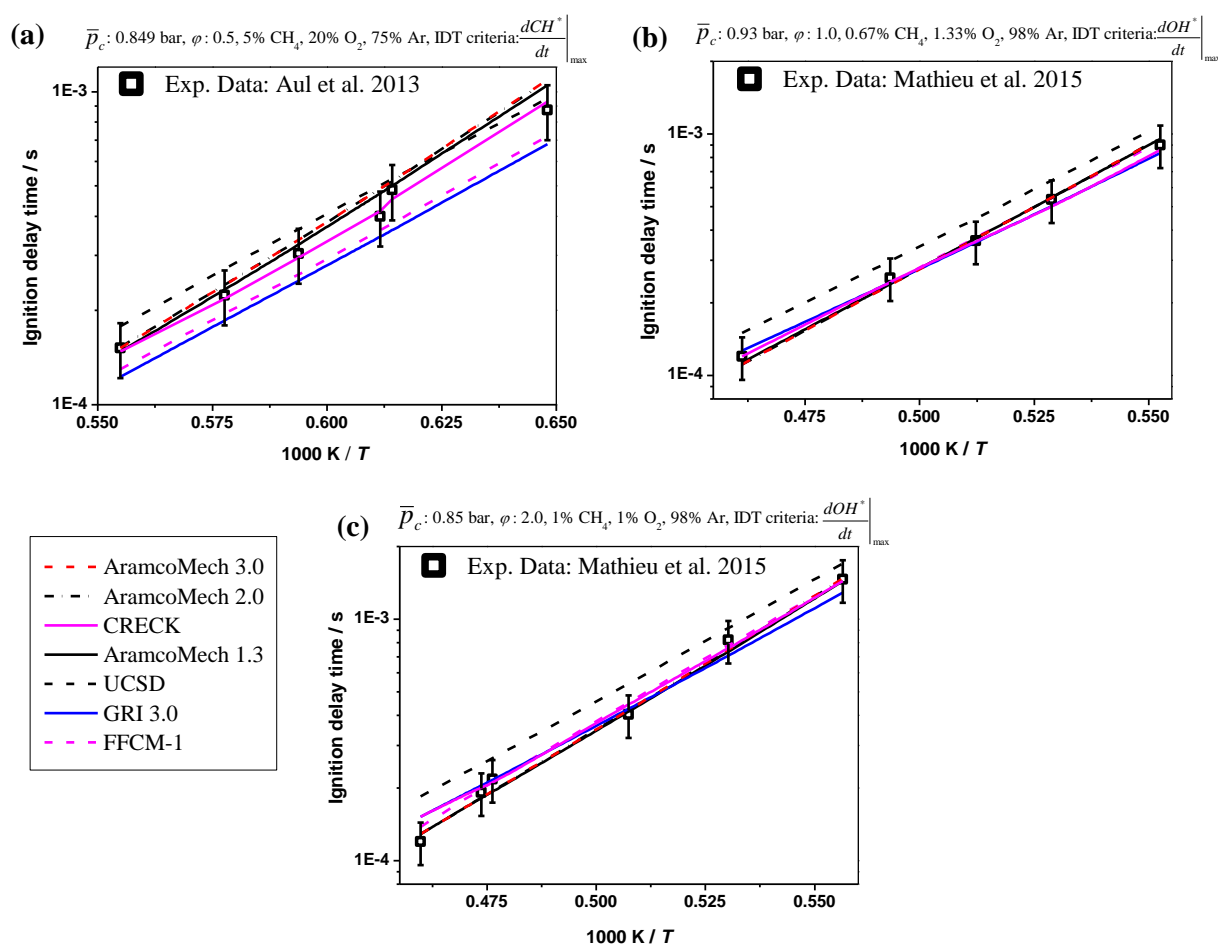 (a)
p̅c: 0.849 bar, φ: 0.5, 5% CH4, 20% O2, 75% Ar, IDT criteria: dCH*/dt|max
Exp. Data: Aul et al. 2013
1E-3
1E-4
Ignition delay time / s
0.550 0.575 0.600 0.625 0.650
1000 K / T
(b)
p̅c: 0.93 bar, φ: 1.0, 0.67% CH4, 1.33% O2, 98% Ar, IDT criteria: dOH*/dt|max
Exp. Data: Mathieu et al. 2015
1E-3
1E-4
Ignition delay time / s
0.475 0.500 0.525 0.550
1000 K / T
(c)
p̅c: 0.85 bar, φ: 2.0, 1% CH4, 1% O2, 98% Ar, IDT criteria: dOH*/dt|max
Exp. Data: Mathieu et al. 2015
1E-3
1E-4
Ignition delay time / s
0.475 0.500 0.525 0.550
1000 K / T
AramcoMech 3.0
AramcoMech 2.0
CRECK
AramcoMech 1.3
UCSD
GRI 3.0
FFCM-1